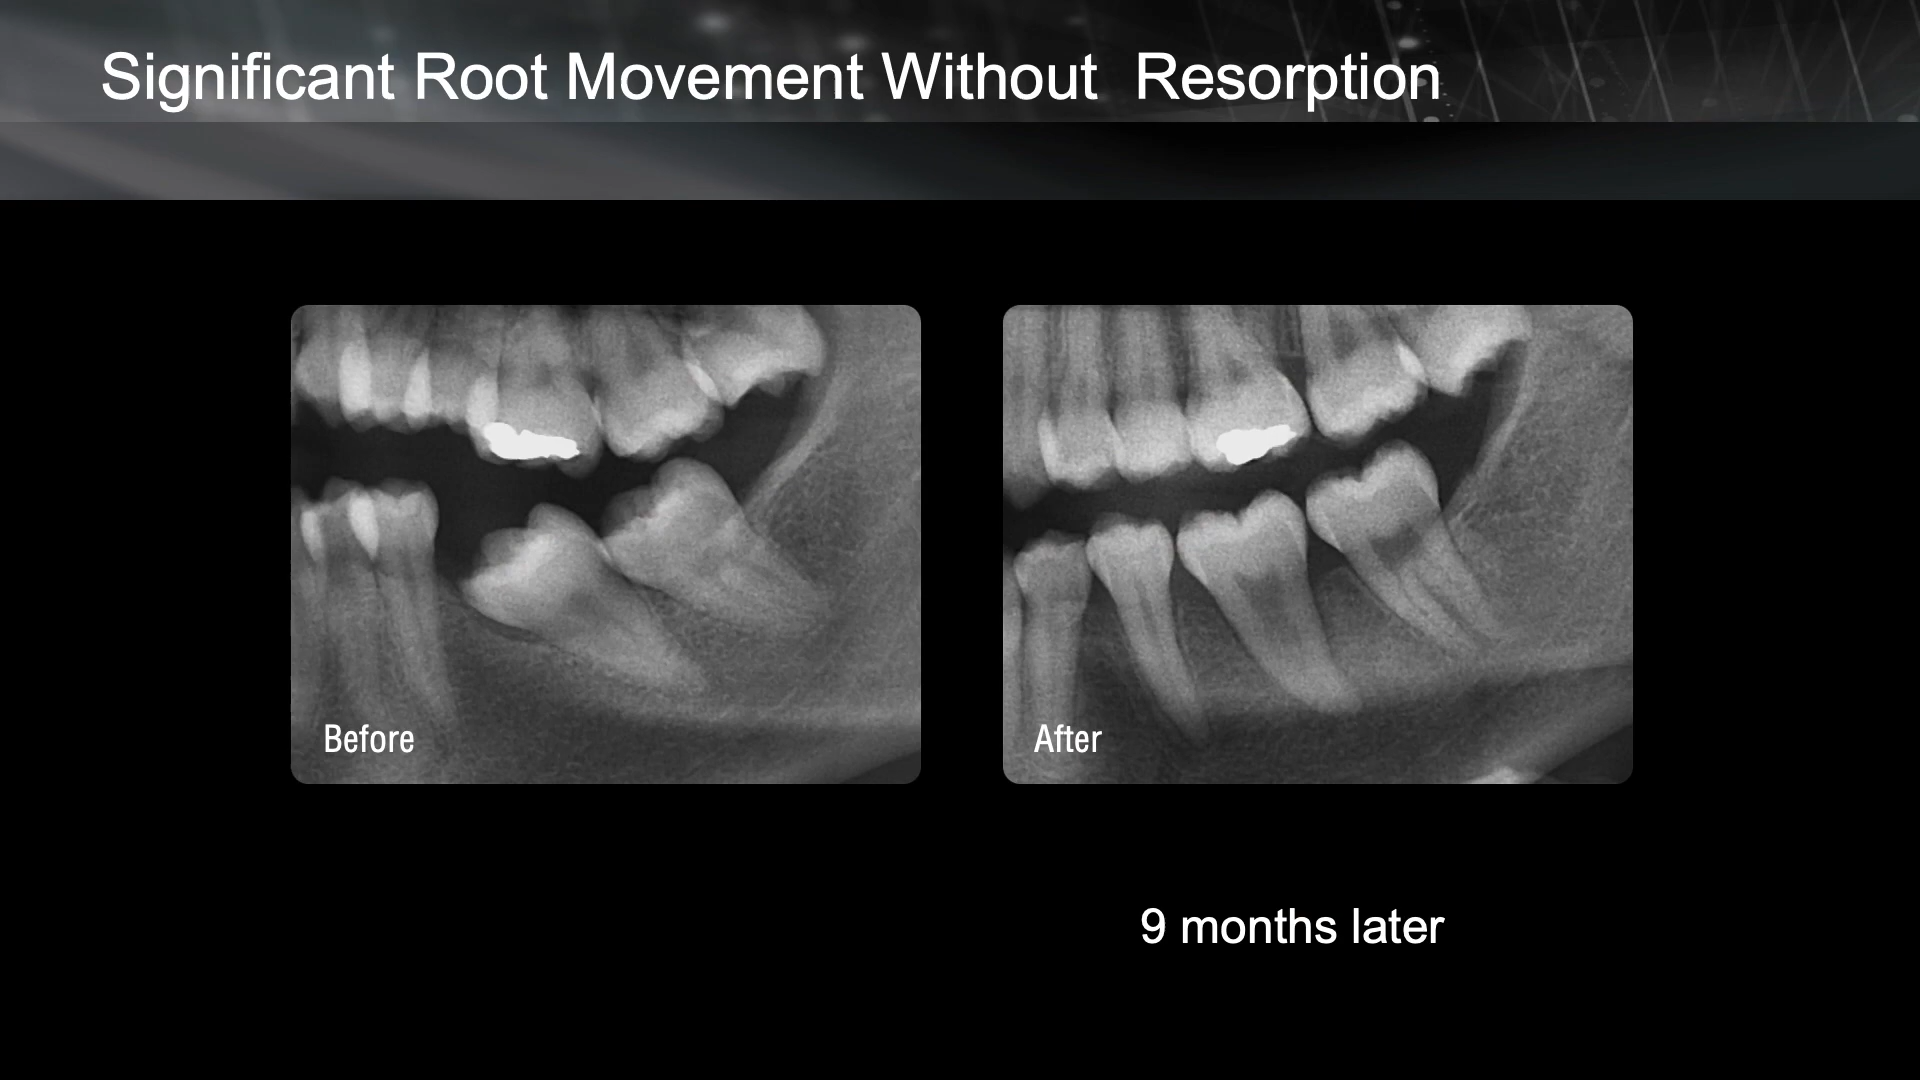 Significant Root Movement Without  Resorption
Before
After
9 months later